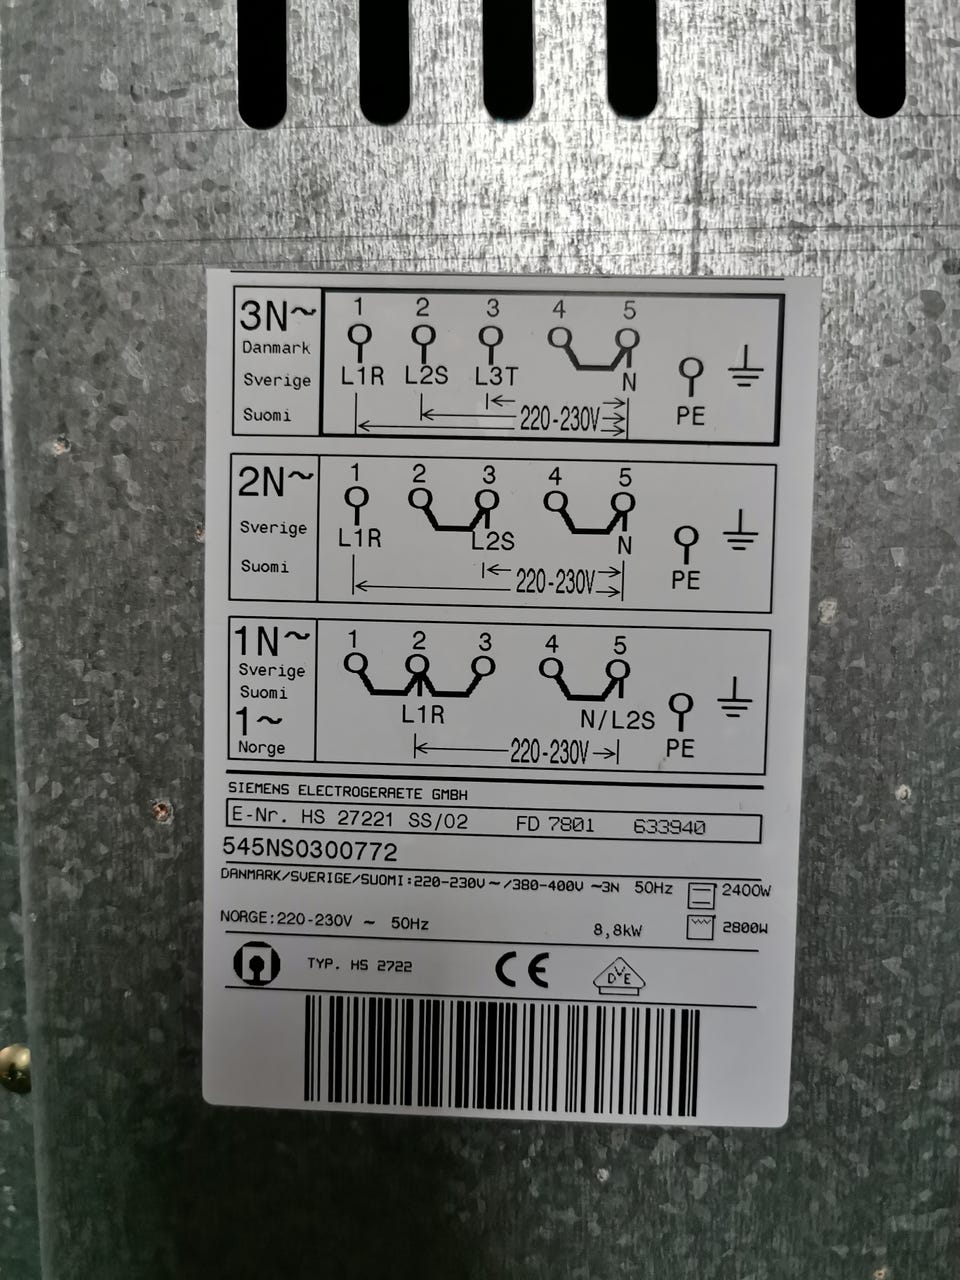 3N~
Danmark
Sverige
Suomi
1 2 3 4 5
L1R L2S L3T N
PE
220-230V
2N~
Sverige
Suomi
1 2 3 4 5
L1R L2S N
PE
220-230V
1N~
Sverige
Suomi
1~
Norge
1 2 3 4 5
L1R N/L2S
PE
220-230V
SIEMENS ELECTROGERAETE GMBH
E-Nr. HS 27221 SS/02 FD 7801 633940
545NS0300772
DANMARK/SVERIGE/SUOMI:220-230V~/380-400V ~3N 50Hz 2400W
NORGE:220-230V ~ 50Hz 8,8kW 2800W
TYP. HS 2722 CE DVE